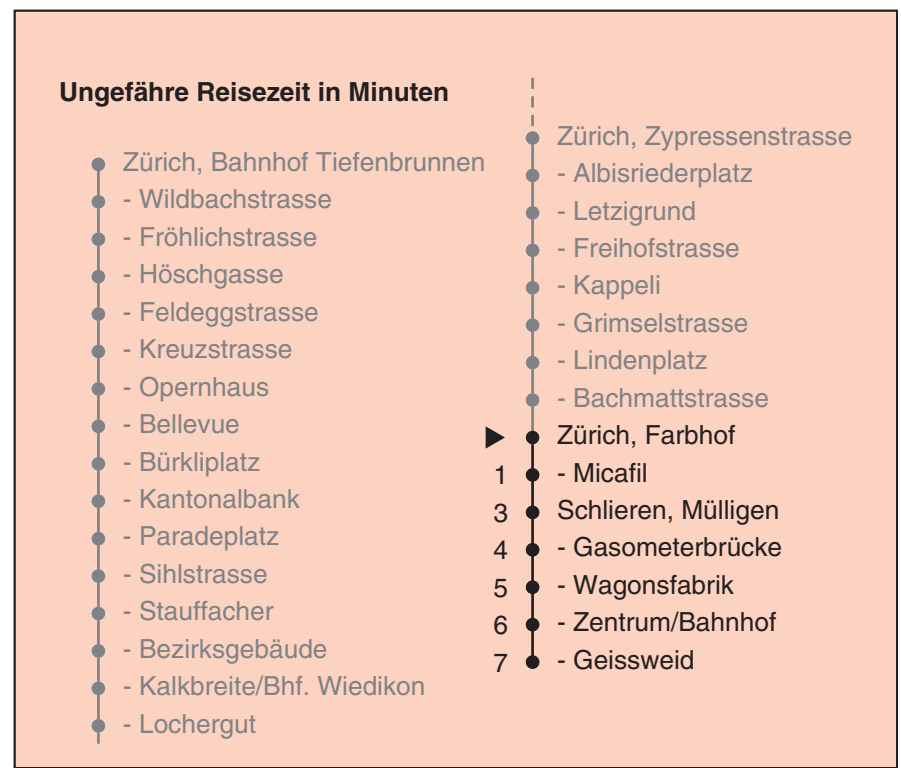 Ungefähre Reisezeit in Minuten
Zürich, Bahnhof Tiefenbrunnen
- Wildbachstrasse
- Fröhlichstrasse
- Höschgasse
- Feldeggstrasse
- Kreuzstrasse
- Opernhaus
- Bellevue
- Bürkliplatz
- Kantonalbank
- Paradeplatz
- Sihlstrasse
- Stauffacher
- Bezirksgebäude
- Kalkbreite/Bhf. Wiedikon
- Lochergut
Zürich, Zypressenstrasse
- Albisriederplatz
- Letzigrund
- Freihofstrasse
- Kappeli
- Grimselstrasse
- Lindenplatz
- Bachmattstrasse
Zürich, Farbhof
1 - Micafil
3 Schlieren, Mülligen
4 - Gasometerbrücke
5 - Wagonsfabrik
6 - Zentrum/Bahnhof
7 - Geissweid